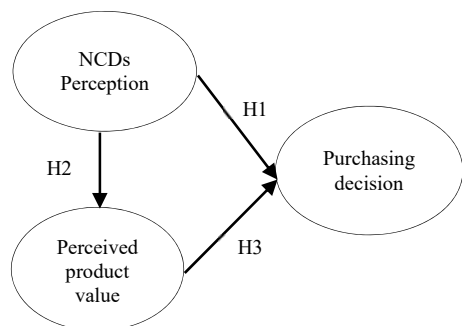 NCDs
Perception
H1
H2
Purchasing
decision
H3
Perceived
product
value